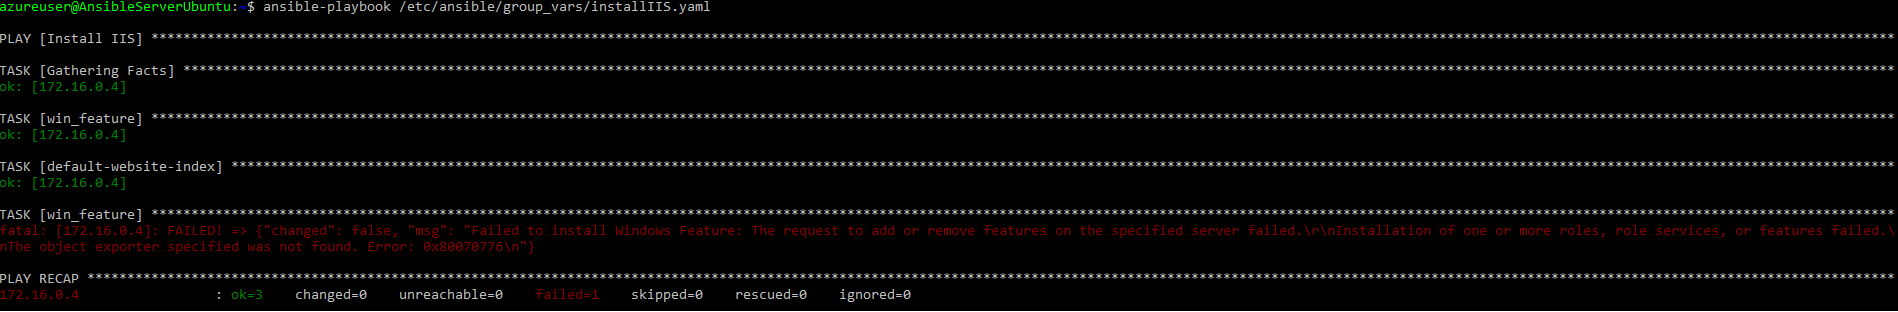 azureuser@AnsibleServerUbuntu:~$ ansible-playbook /etc/ansible/group_vars/installIIS.yaml
PLAY [Install IIS] ****************************************************************************************************************************************************************************************************************************
TASK [Gathering Facts] ************************************************************************************************************************************************************************************************************************
ok: [172.16.0.4]
TASK [win_feature] ****************************************************************************************************************************************************************************************************************************
ok: [172.16.0.4]
TASK [default-website-index] ******************************************************************************************************************************************************************************************************************
ok: [172.16.0.4]
TASK [win_feature] ****************************************************************************************************************************************************************************************************************************
fatal: [172.16.0.4]: FAILED! => {"changed": false, "msg": "Failed to install Windows Feature: The request to add or remove features on the specified server failed.\r\nInstallation of one or more roles, role services, or features failed.\
nThe object exporter specified was not found. Error: 0x80070776\n"}
PLAY RECAP ************************************************************************************************************************************************************************************************************************************
172.16.0.4                 : ok=3    changed=0    unreachable=0    failed=1    skipped=0    rescued=0    ignored=0